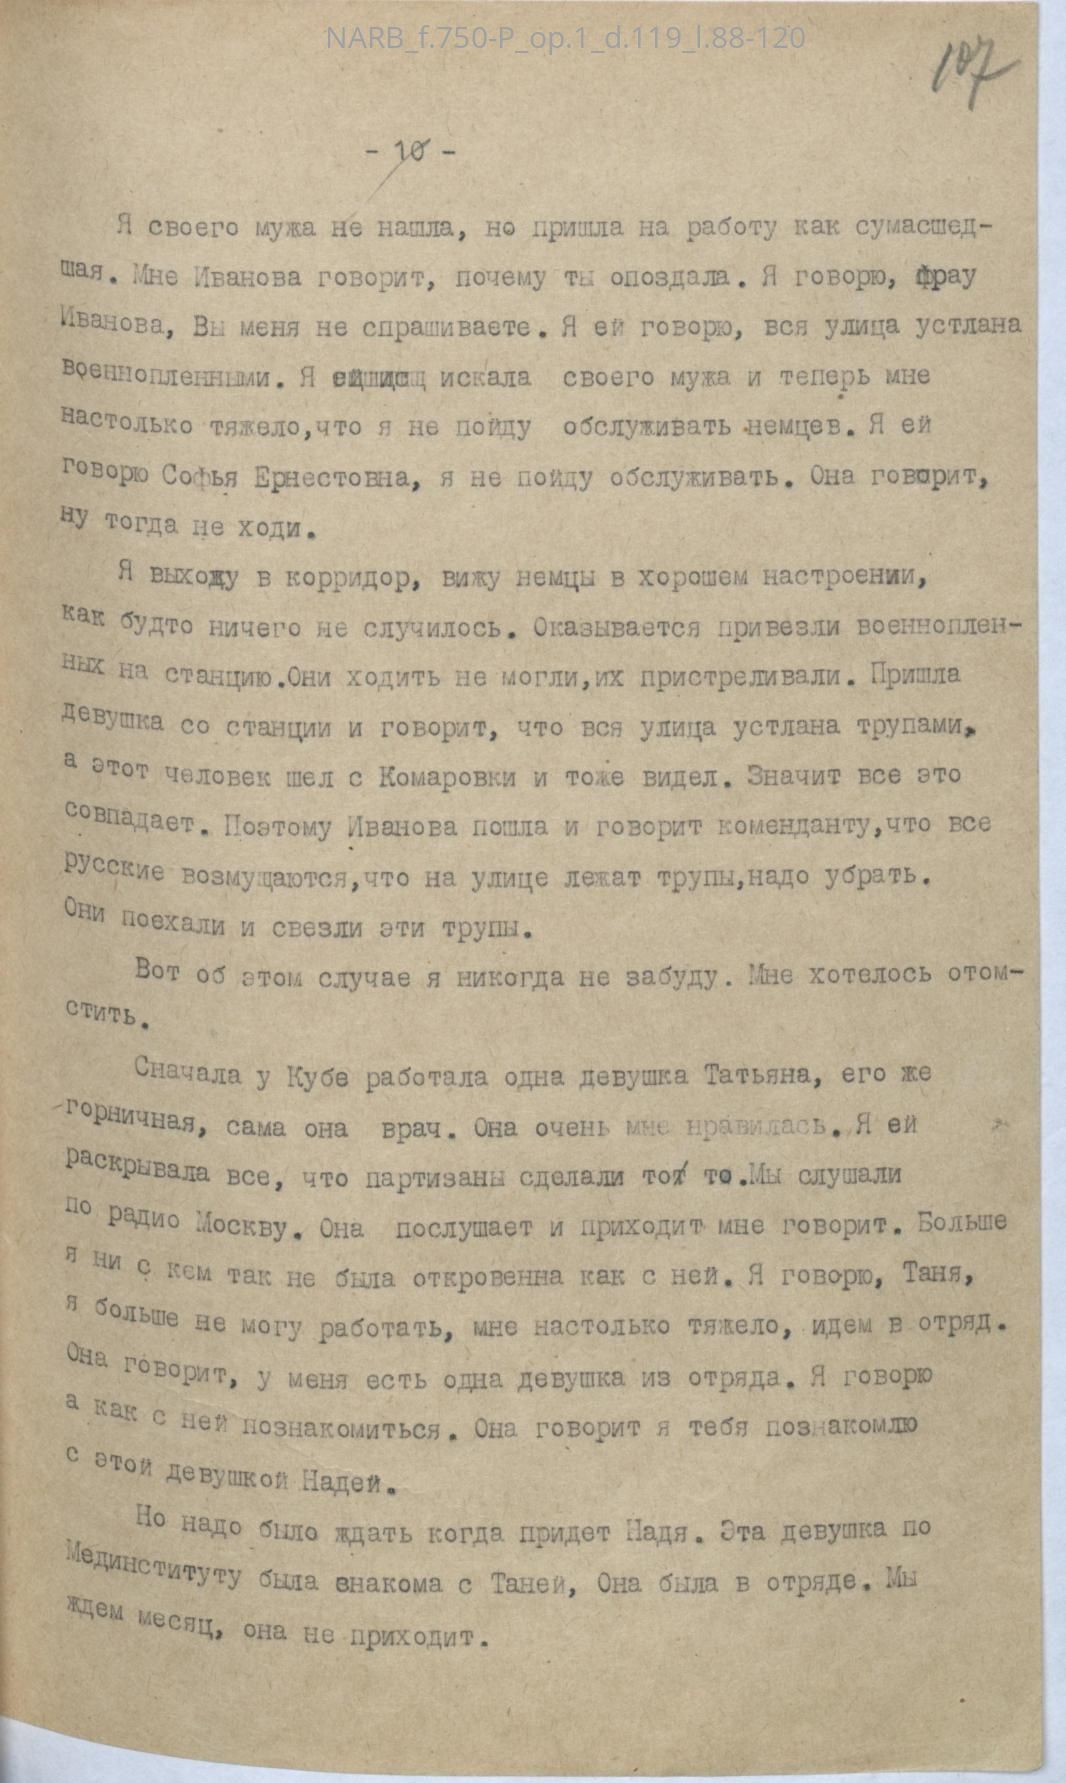 NARB_f.750-P_op.1_d.119_l.88-120
107
- 10 -
Я своего мужа не нашла, но пришла на работу как сумасшед-
шая. Мне Иванова говорит, почему ты опоздала. Я говорю, фрау
Иванова, Вы меня не спрашиваете. Я ей говорю, вся улица устлана
военнопленными. Я искала своего мужа и теперь мне
настолько тяжело,что я не пойду обслуживать немцев. Я ей
говорю Софья Ернестовна, я не пойду обслуживать. Она говорит,
ну тогда не ходи.
Я выхожу в корридор, вижу немцы в хорошем настроении,
как будто ничего не случилось. Оказывается привезли военноплен-
ных на станцию.Они ходить не могли,их пристреливали. Пришла
девушка со станции и говорит, что вся улица устлана трупами,
а этот человек шел с Комаровки и тоже видел. Значит все это
совпадает. Поэтому Иванова пошла и говорит коменданту,что все
русские возмущаются,что на улице лежат трупы,надо убрать.
Они поехали и свезли эти трупы.
Вот об этом случае я никогда не забуду. Мне хотелось отом-
стить.
Сначала у Кубе работала одна девушка Татьяна, его же
горничная, сама она врач. Она очень мне нравилась. Я ей
раскрывала все, что партизаны сделали то то.Мы слушали
по радио Москву. Она послушает и приходит мне говорит. Больше
я ни с кем так не была откровенна как с ней. Я говорю, Таня,
я больше не могу работать, мне настолько тяжело, идем в отряд.
Она говорит, у меня есть одна девушка из отряда. Я говорю
а как с ней познакомиться. Она говорит я тебя познакомлю
с этой девушкой Надей.
Но надо было ждать когда придет Надя. Эта девушка по
Мединституту была знакома с Таней, Она была в отряде. Мы
ждем месяц, она не приходит.